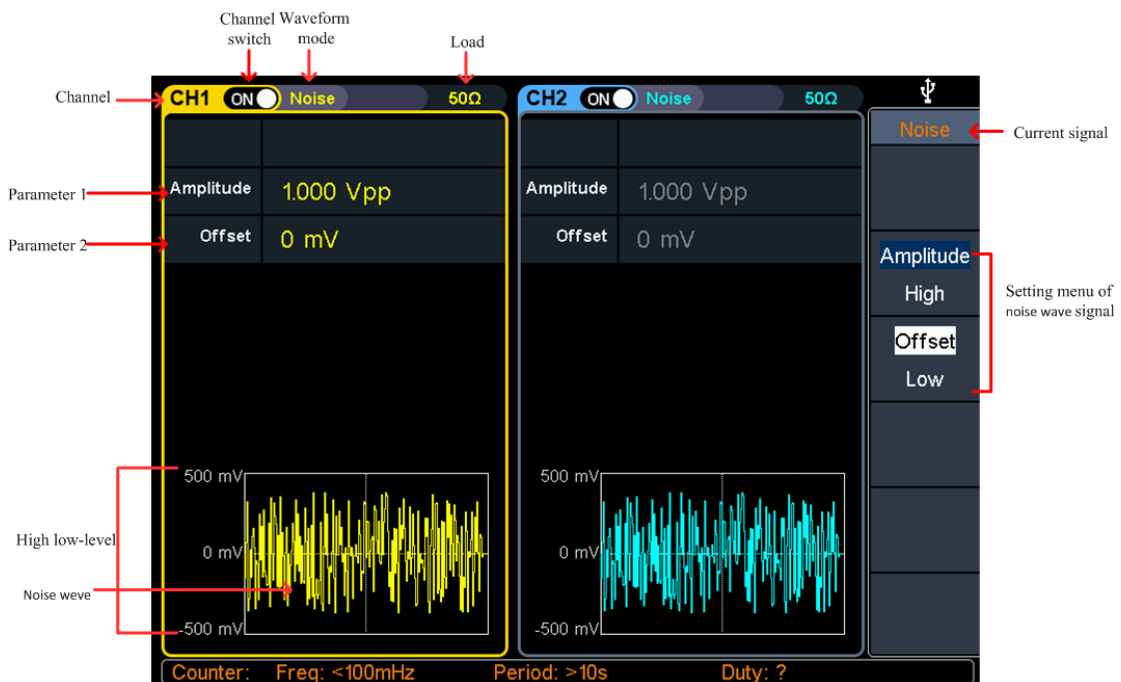 Channel Waveform
switch mode
Load
Channel
CH1 ON Noise 50Ω
CH2 ON Noise 50Ω
Noise
Current signal
Parameter 1
Amplitude 1.000 Vpp
Amplitude 1.000 Vpp
Parameter 2
Offset 0 mV
Offset 0 mV
Amplitude
High
Offset
Low
Setting menu of
noise wave signal
500 mV
0 mV
-500 mV
500 mV
0 mV
-500 mV
High low-level
Noise weve
Counter: Freq: <100mHz Period: >10s Duty: ?